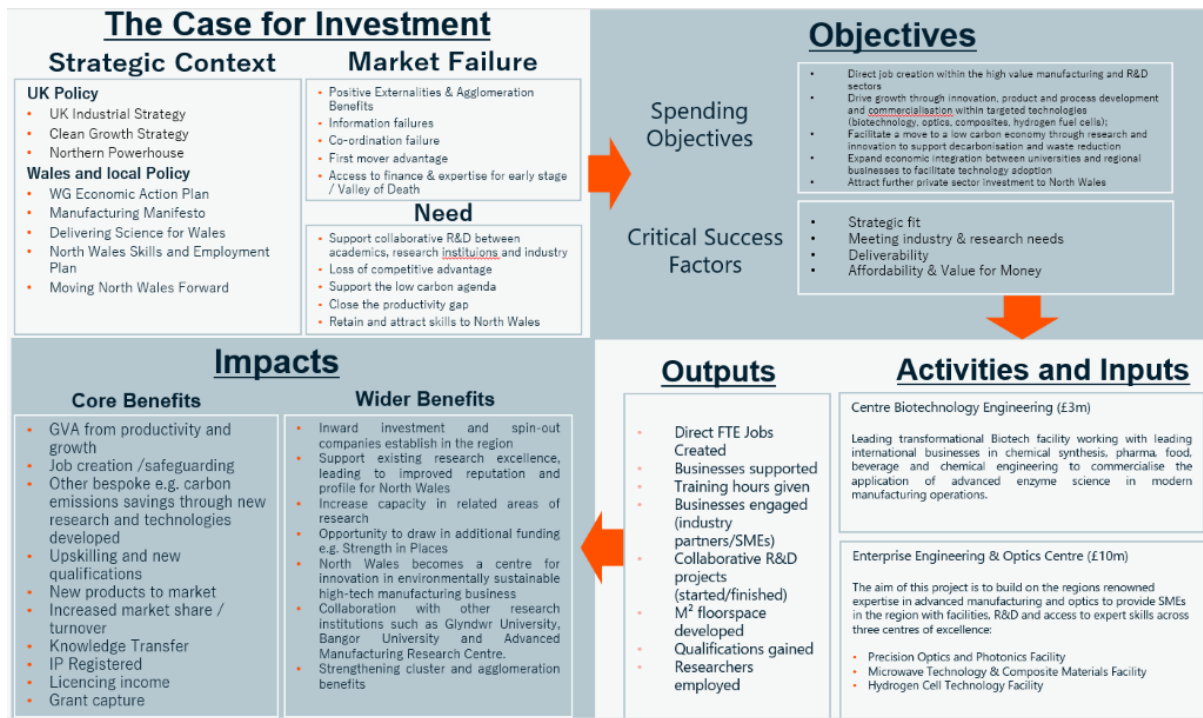 The Case for Investment
Strategic Context
UK Policy
• UK Industrial Strategy
• Clean Growth Strategy
• Northern Powerhouse
Wales and local Policy
• WG Economic Action Plan
• Manufacturing Manifesto
• Delivering Science for Wales
• North Wales Skills and Employment
Plan
• Moving North Wales Forward
Market Failure
• Positive Externalities & Agglomeration
Benefits
• Information failures
• Co-ordination failure
• First mover advantage
• Access to finance & expertise for early stage
/ Valley of Death
Need
• Support collaborative R&D between
academics, research instituions and industry
• Loss of competitive advantage
• Support the low carbon agenda
• Close the productivity gap
• Retain and attract skills to North Wales
Objectives
Spending
Objectives
• Direct job creation within the high value manufacturing and R&D
sectors
• Drive growth through innovation, product and process development
and commercialisation within targeted technologies
(biotechnology, optics, composites, hydrogen fuel cells);
• Facilitate a move to a low carbon economy through research and
innovation to support decarbonisation and waste reduction
• Expand economic integration between universities and regional
businesses to facilitate technology adoption
• Attract further private sector investment to North Wales
Critical Success
Factors
• Strategic fit
• Meeting industry & research needs
• Deliverability
• Affordability & Value for Money
Impacts
Core Benefits
• GVA from productivity and
growth
• Job creation /safeguarding
• Other bespoke e.g. carbon
emissions savings through new
research and technologies
developed
• Upskilling and new
qualifications
• New products to market
• Increased market share /
turnover
• Knowledge Transfer
• IP Registered
• Licencing income
• Grant capture
Wider Benefits
• Inward investment and spin-out
companies establish in the region
• Support existing research excellence,
leading to improved reputation and
profile for North Wales
• Increase capacity in related areas of
research
• Opportunity to draw in additional funding
e.g. Strength in Places
• North Wales becomes a centre for
innovation in environmentally sustainable
high-tech manufacturing business
• Collaboration with other research
institutions such as Glyndwr University,
Bangor University and Advanced
Manufacturing Research Centre.
• Strengthening cluster and agglomeration
benefits
Outputs
• Direct FTE Jobs
Created
• Businesses supported
• Training hours given
• Businesses engaged
(industry
partners/SMEs)
• Collaborative R&D
projects
(started/finished)
• M² floorspace
developed
• Qualifications gained
• Researchers
employed
Activities and Inputs
Centre Biotechnology Engineering (£3m)
Leading transformational Biotech facility working with leading
international businesses in chemical synthesis, pharma, food,
beverage and chemical engineering to commercialise the
application of advanced enzyme science in modern
manufacturing operations.
Enterprise Engineering & Optics Centre (£10m)
The aim of this project is to build on the regions renowned
expertise in advanced manufacturing and optics to provide SMEs
in the region with facilities, R&D and access to expert skills across
three centres of excellence:
• Precision Optics and Photonics Facility
• Microwave Technology & Composite Materials Facility
• Hydrogen Cell Technology Facility